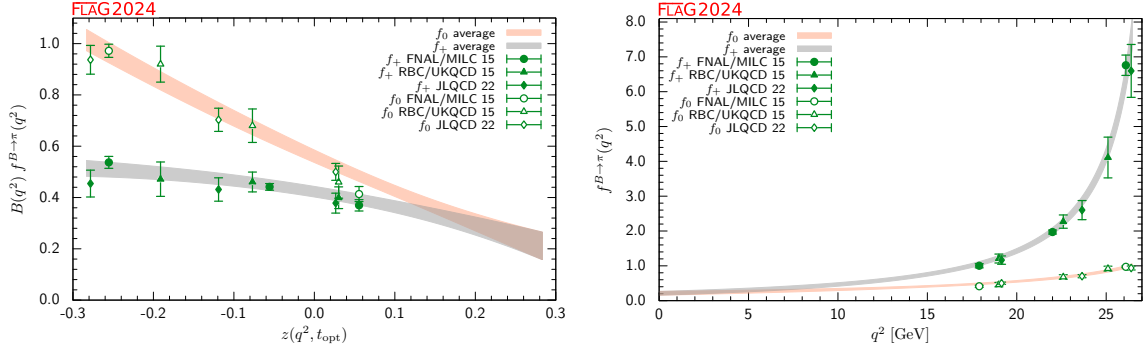 FLAG2024
B(q²) f^{B→π}(q²)
1.0
0.8
0.6
0.4
0.2
0.0
f₀ average
f₊ average
f₊ FNAL/MILC 15
f₊ RBC/UKQCD 15
f₊ JLQCD 22
f₀ FNAL/MILC 15
f₀ RBC/UKQCD 15
f₀ JLQCD 22
-0.3 -0.2 -0.1 0.0 0.1 0.2 0.3
z(q², t_opt)
FLAG2024
f^{B→π}(q²)
8.0
7.0
6.0
5.0
4.0
3.0
2.0
1.0
0.0
f₀ average
f₊ average
f₊ FNAL/MILC 15
f₊ RBC/UKQCD 15
f₊ JLQCD 22
f₀ FNAL/MILC 15
f₀ RBC/UKQCD 15
f₀ JLQCD 22
0 5 10 15 20 25
q² [GeV]